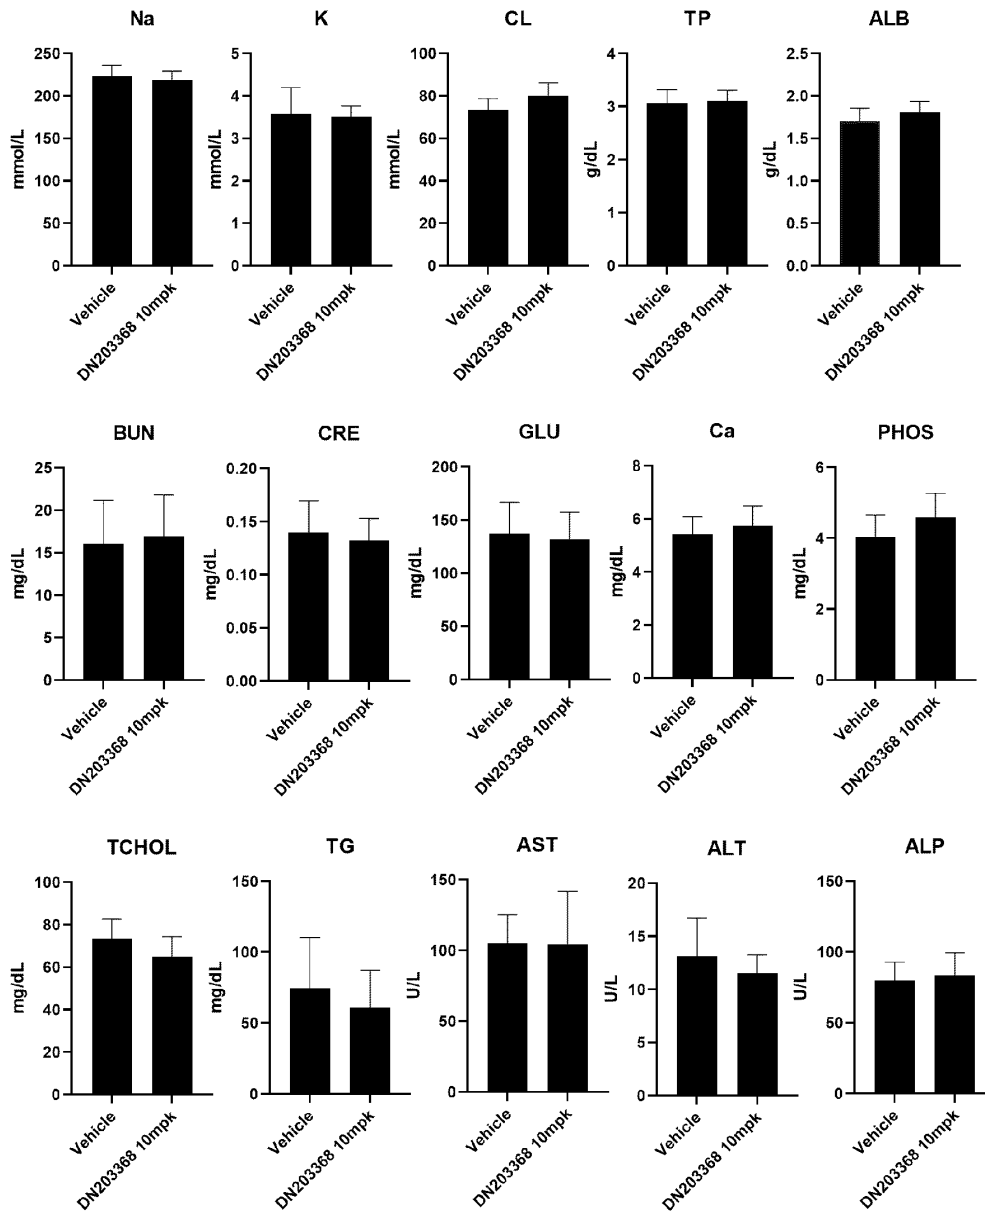 Na K CL TP ALB
250 5 100 4 2.5
200 4 80 3 2.0
150 3 60 2 1.5
100 2 40 1 1.0
50 1 20 0 0.5
0 0 0 0.0
mmol/L mmol/L mmol/L g/dL g/dL
Vehicle Vehicle Vehicle Vehicle Vehicle
DN203368 10mpk DN203368 10mpk DN203368 10mpk DN203368 10mpk DN203368 10mpk
BUN CRE GLU Ca PHOS
25 0.20 200 8 6
20 0.15 150 6 4
15 0.10 100 4 2
10 0.05 50 2 0
5 0.00 0 0
0
mg/dL mg/dL mg/dL mg/dL mg/dL
Vehicle Vehicle Vehicle Vehicle Vehicle
DN203368 10mpk DN203368 10mpk DN203368 10mpk DN203368 10mpk DN203368 10mpk
TCHOL TG AST ALT ALP
100 150 150 20 150
80 100 100 15 100
60 50 50 10 50
40 0 0 5 0
20 0
0
mg/dL mg/dL U/L U/L U/L
Vehicle Vehicle Vehicle Vehicle Vehicle
DN203368 10mpk DN203368 10mpk DN203368 10mpk DN203368 10mpk DN203368 10mpk